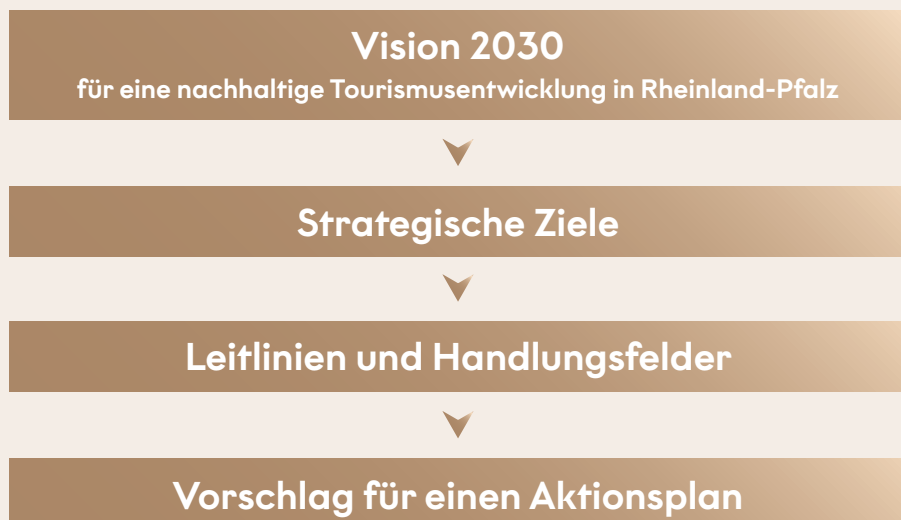 Vision 2030
für eine nachhaltige Tourismusentwicklung in Rheinland-Pfalz
Strategische Ziele
Leitlinien und Handlungsfelder
Vorschlag für einen Aktionsplan